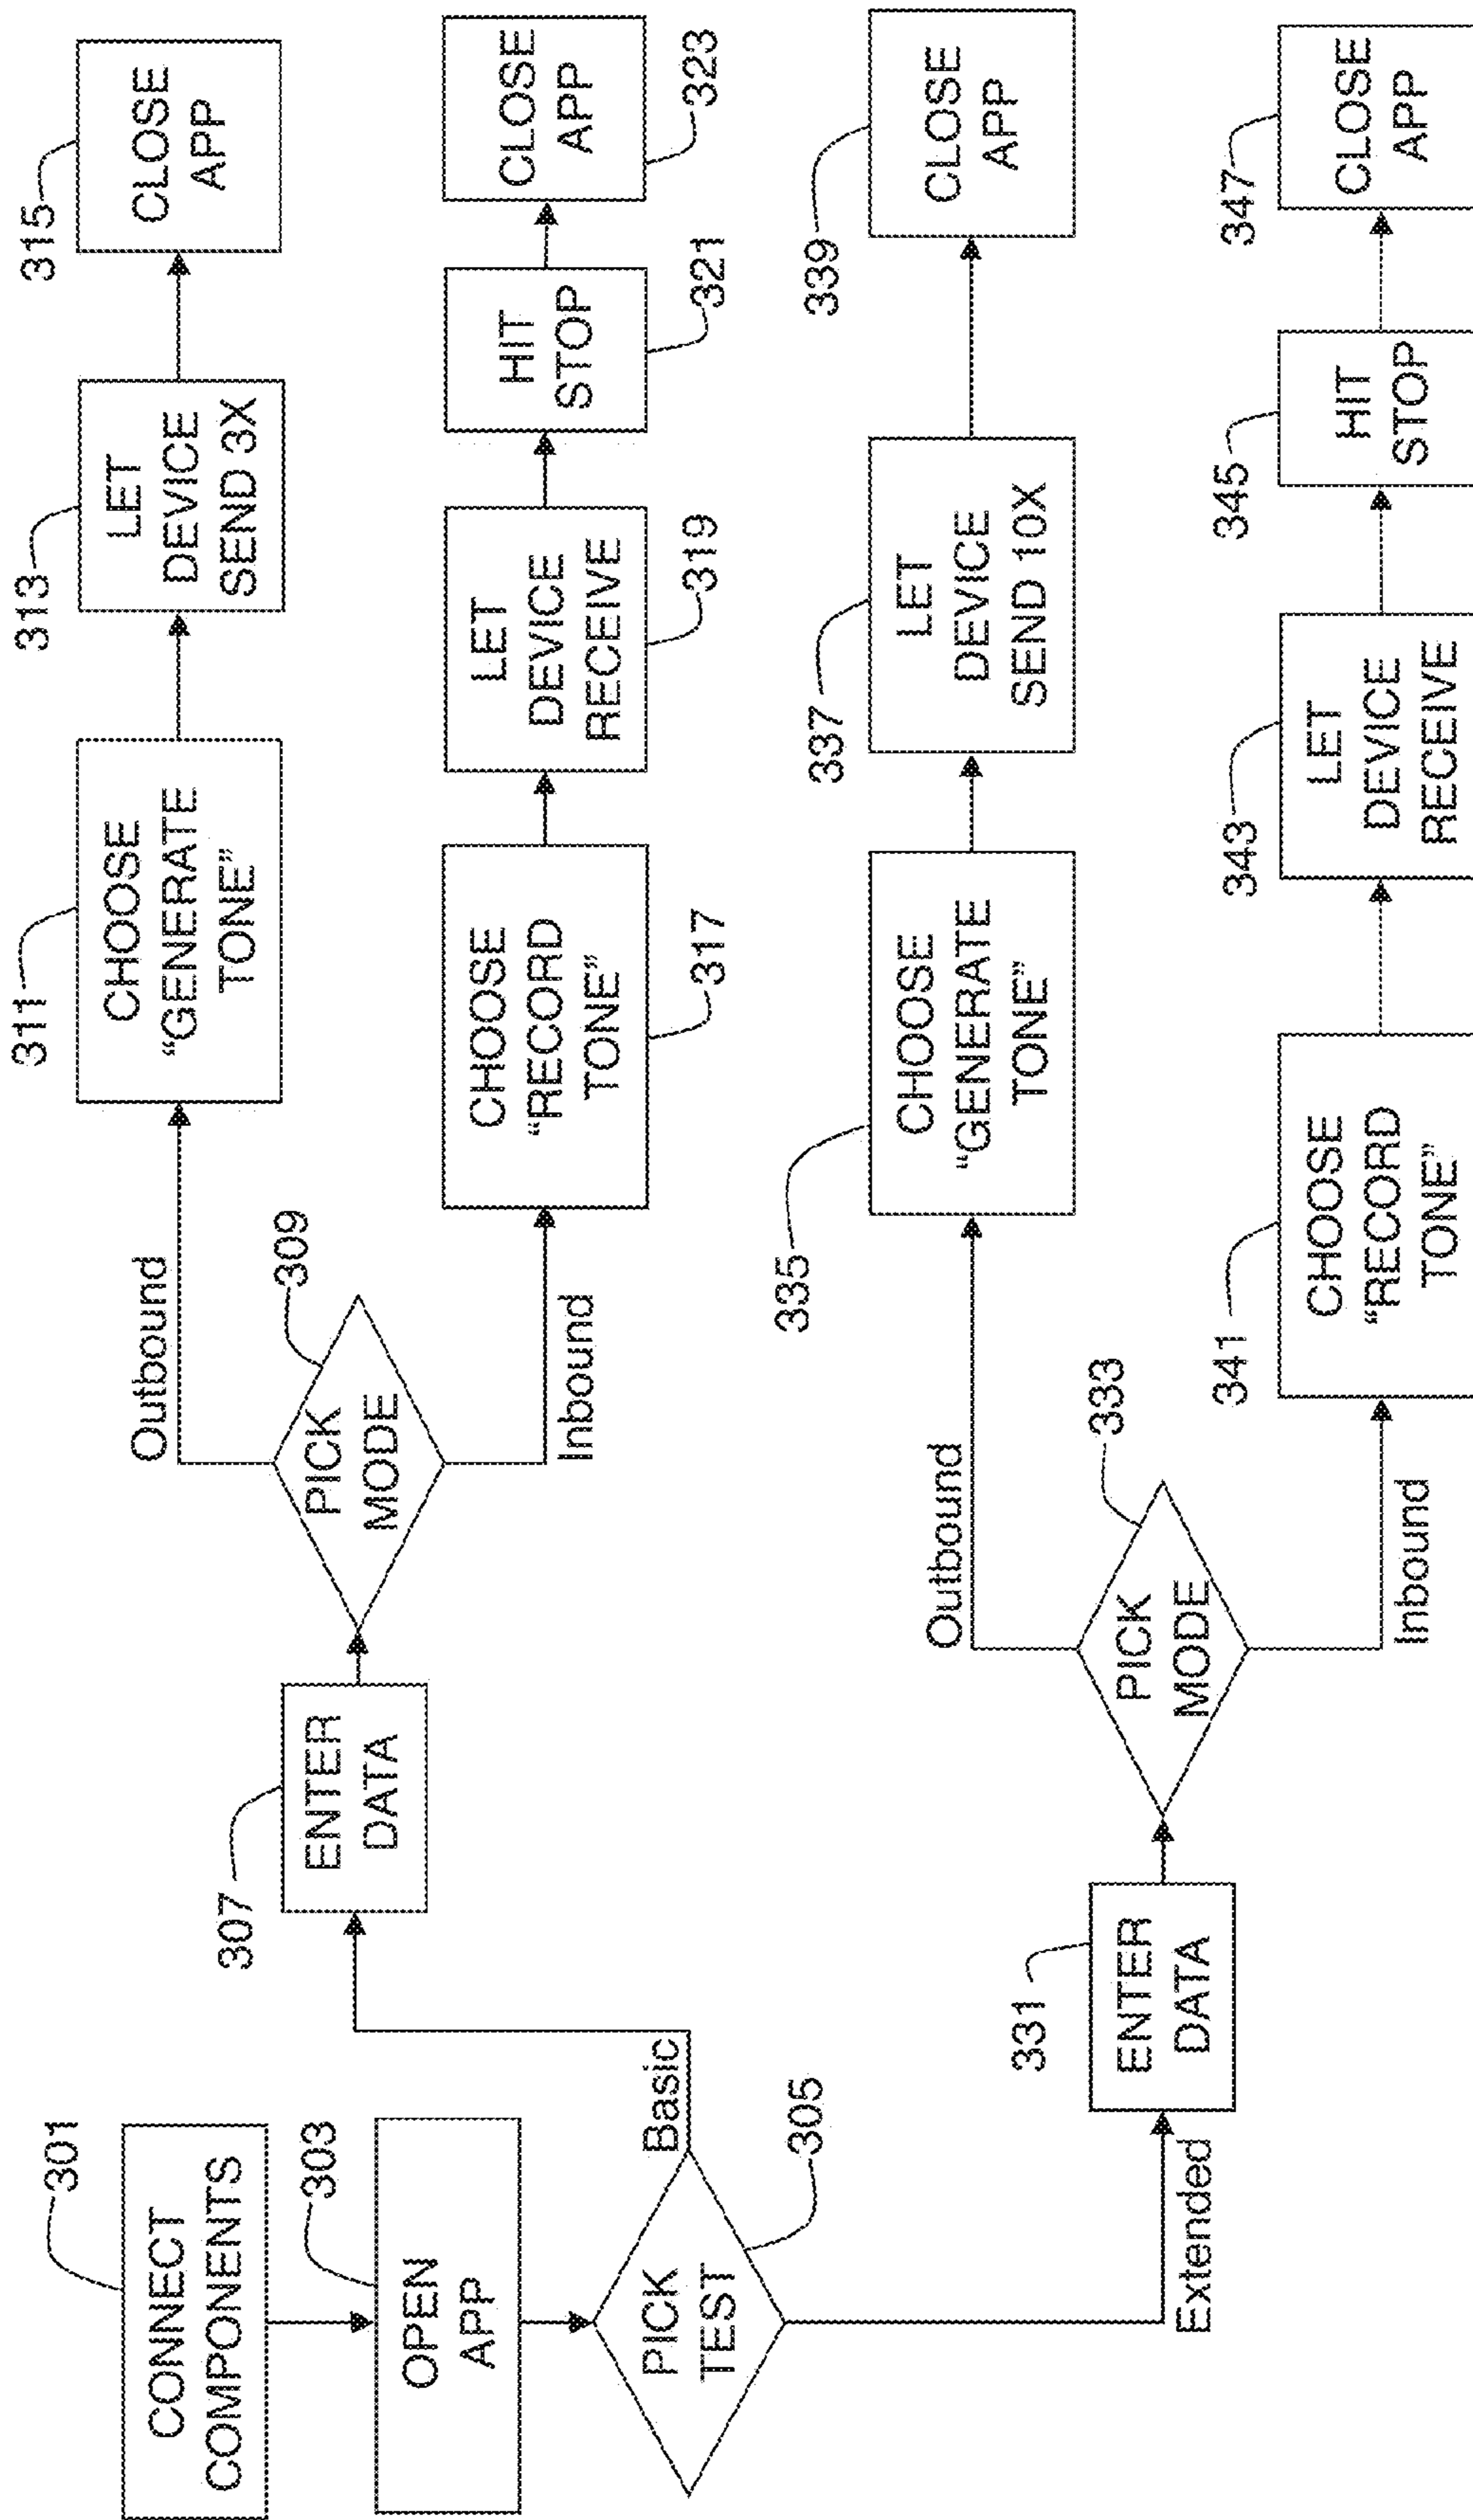 301
CONNECT
COMPONENTS
303
OPEN
APP
305
PICK
TEST
Basic
Extended
307
ENTER
DATA
309
PICK
MODE
Outbound
Inbound
311
CHOOSE
“GENERATE
TONE”
313
LET
DEVICE
SEND 3X
315
CLOSE
APP
317
CHOOSE
“RECORD
TONE”
319
LET
DEVICE
RECEIVE
321
HIT
STOP
323
CLOSE
APP
331
ENTER
DATA
333
PICK
MODE
Outbound
Inbound
335
CHOOSE
“GENERATE
TONE”
337
LET
DEVICE
SEND 10X
339
CLOSE
APP
341
CHOOSE
“RECORD
TONE”
343
LET
DEVICE
RECEIVE
345
HIT
STOP
347
CLOSE
APP